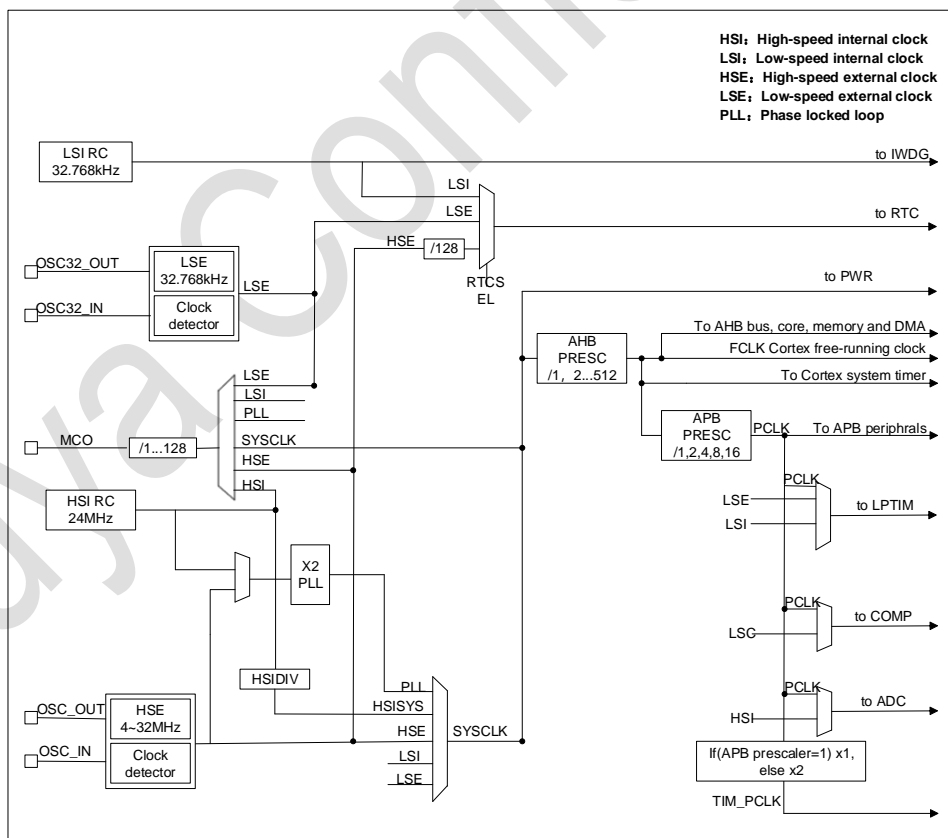 HSI: High-speed internal clock
LSI: Low-speed internal clock
HSE: High-speed external clock
LSE: Low-speed external clock
PLL: Phase locked loop
LSI RC
32.768kHz
to IWDG
LSI
LSE
to RTC
HSE
/128
OSC32_OUT
LSE
32.768kHz
LSE
RTCS
EL
to PWR
OSC32_IN
Clock
detector
To AHB bus, core, memory and DMA
AHB
PRESC
/1, 2...512
FCLK Cortex free-running clock
To Cortex system timer
LSE
LSI
PLL
MCO
/1...128
SYSCLK
APB
PRESC
/1,2,4,8,16
PCLK
To APB periphrals
HSE
HSI
HSI RC
24MHz
PCLK
LSE
LSI
to LPTIM
X2
PLL
PCLK
LSC
to COMP
HSIDIV
PLL
HSISYS
HSE
SYSCLK
LSI
LSE
OSC_OUT
HSE
4~32MHz
OSC_IN
Clock
detector
PCLK
HSI
to ADC
If(APB prescaler=1) x1,
else x2
TIM_PCLK